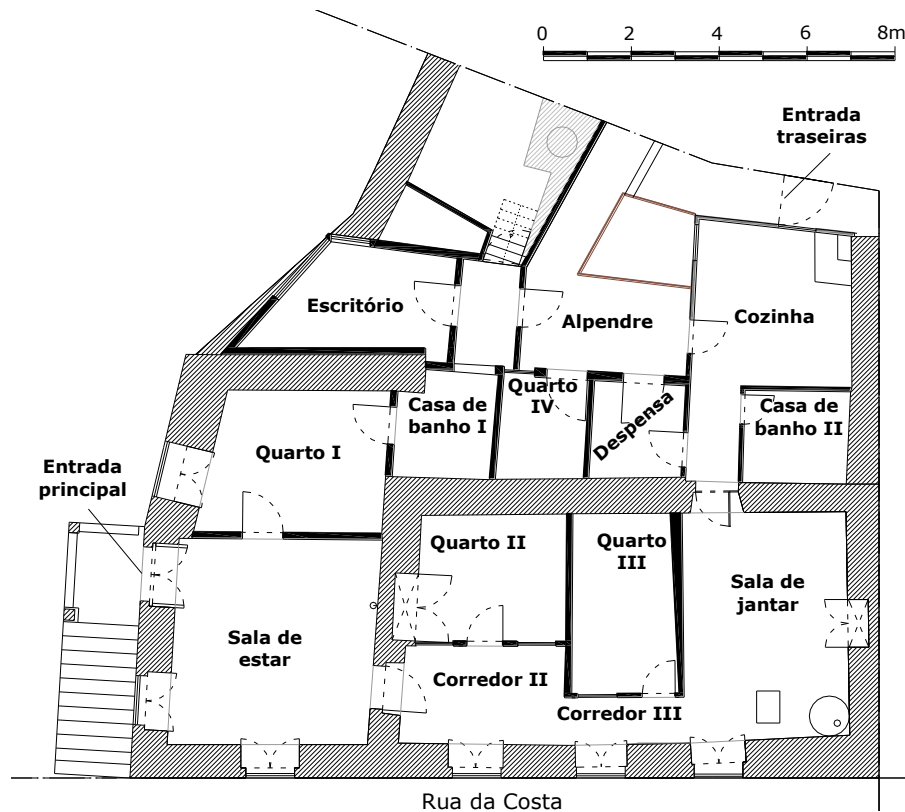 0 2 4 6 8m
Entrada
traseiras
Escritório
Alpendre
Cozinha
Casa de
banho I
Quarto
IV
Despensa
Casa de
banho II
Quarto I
Entrada
principal
Quarto II
Quarto
III
Sala de
jantar
Sala de
estar
Corredor II
Corredor III
Rua da Costa